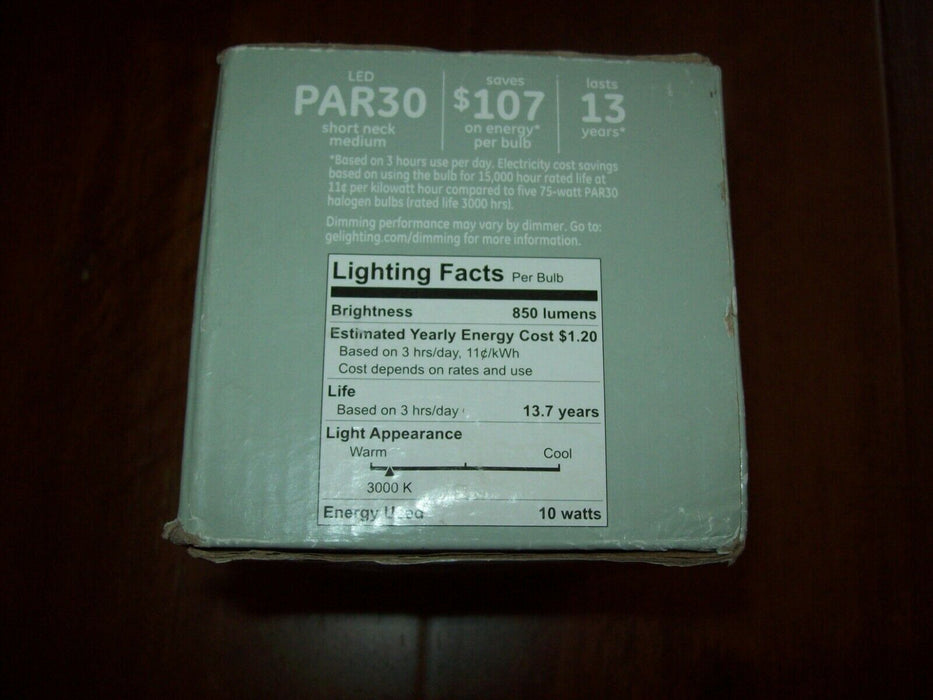 LED
PAR30
short neck
medium
saves
$107
on energy*
per bulb
lasts
13
years*
*Based on 3 hours use per day. Electricity cost savings
based on using the bulb for 15,000 hour rated life at
11¢ per kilowatt hour compared to five 75-watt PAR30
halogen bulbs (rated life 3000 hrs).
Dimming performance may vary by dimmer. Go to:
gelighting.com/dimming for more information.
Lighting Facts Per Bulb
Brightness 850 lumens
Estimated Yearly Energy Cost $1.20
Based on 3 hrs/day, 11¢/kWh
Cost depends on rates and use
Life
Based on 3 hrs/day 13.7 years
Light Appearance
Warm Cool
3000 K
Energy Used 10 watts